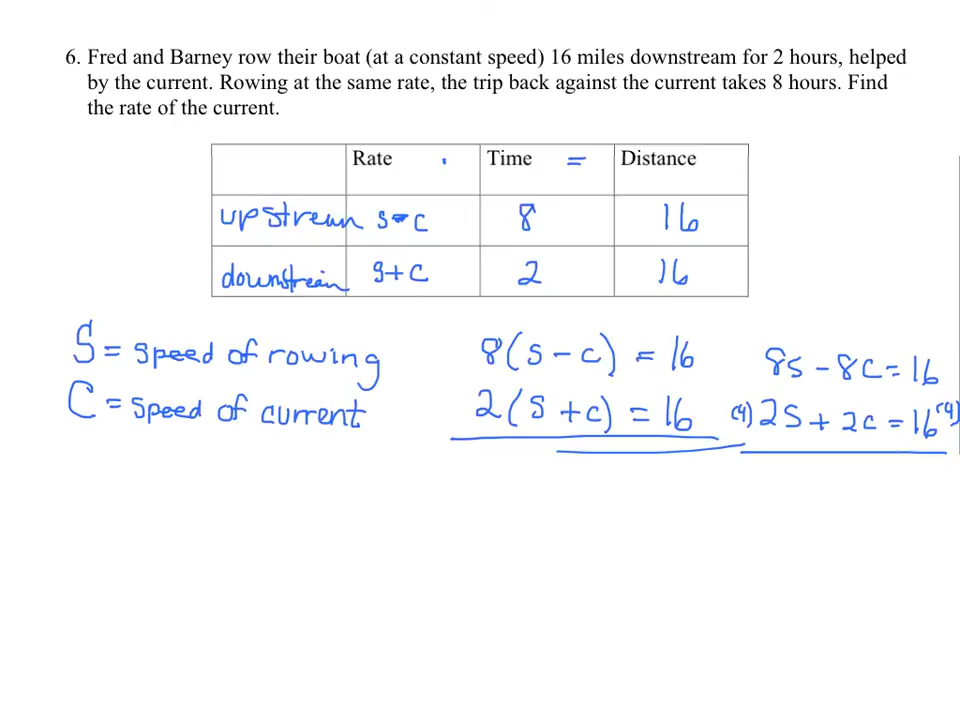 6. Fred and Barney row their boat (at a constant speed) 16 miles downstream for 2 hours, helped
by the current. Rowing at the same rate, the trip back against the current takes 8 hours. Find
the rate of the current.
Rate · Time = Distance
upstream s-c 8 16
downstream s+c 2 16
S = speed of rowing
C = speed of current
8(s-c) = 16
2(s+c) = 16
8s - 8c = 16
(4) 2s + 2c = 16 (4)